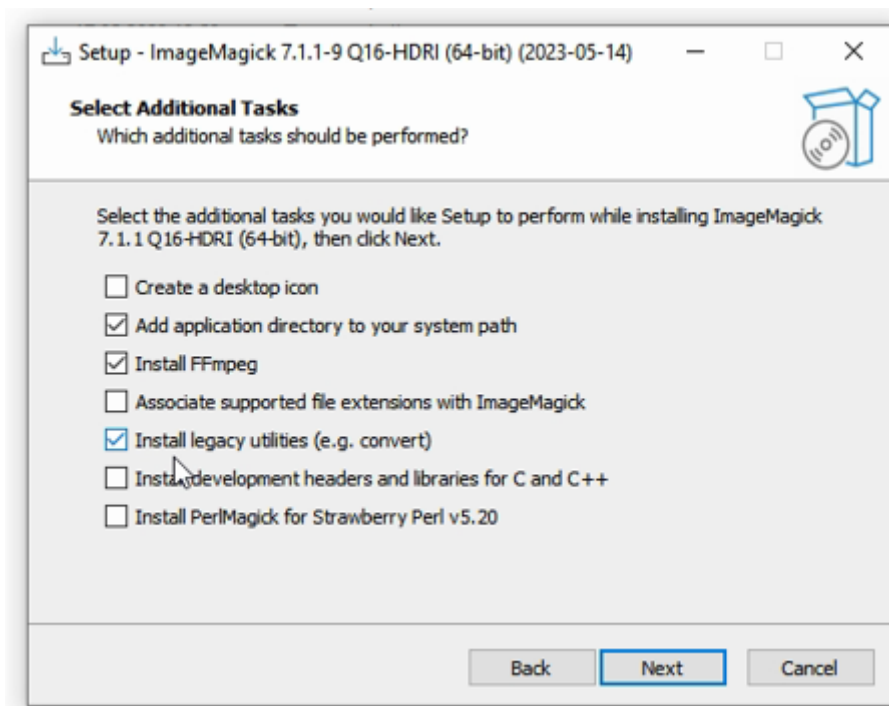 Setup - ImageMagick 7.1.1-9 Q16-HDRI (64-bit) (2023-05-14)
Select Additional Tasks
Which additional tasks should be performed?
Select the additional tasks you would like Setup to perform while installing ImageMagick
7.1.1 Q16-HDRI (64-bit), then click Next.
Create a desktop icon
Add application directory to your system path
Install FFmpeg
Associate supported file extensions with ImageMagick
Install legacy utilities (e.g. convert)
Install development headers and libraries for C and C++
Install PerlMagick for Strawberry Perl v5.20
Back Next Cancel